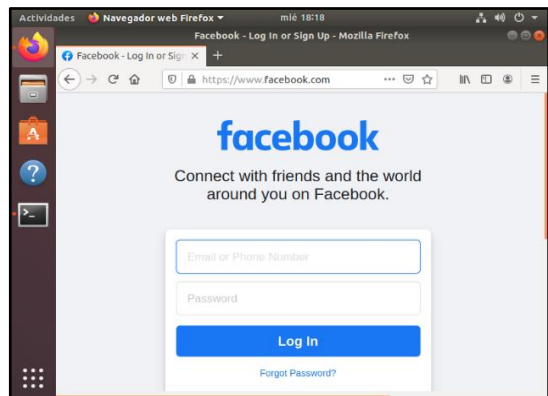 Actividades Navegador web Firefox mié 18:18
Facebook - Log In or Sign Up - Mozilla Firefox
Facebook - Log In or Sign
https://www.facebook.com
facebook
Connect with friends and the world
around you on Facebook.
Email or Phone Number
Password
Log In
Forgot Password?